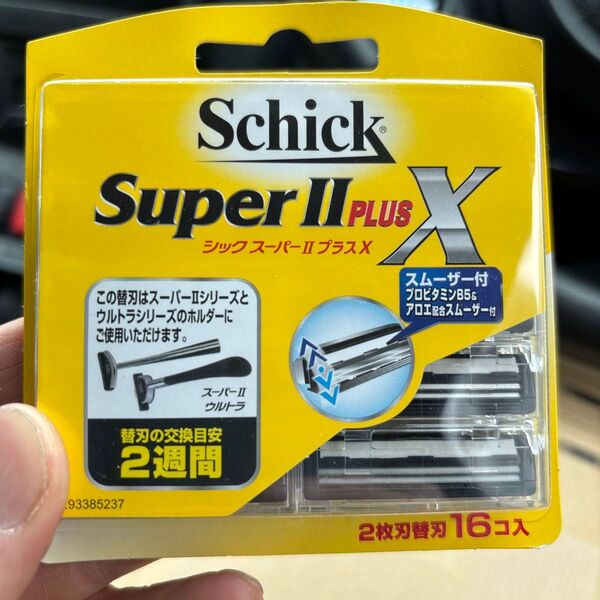 Schick®
Super II PLUS X
シック スーパーII プラスX
スムーザー付
プロビタミンB5&
アロエ配合スムーザー付
この替刃はスーパーIIシリーズと
ウルトラシリーズのホルダーに
ご使用いただけます。
スーパーII
ウルトラ
替刃の交換目安
2週間
93385237
2枚刃替刃16コ入